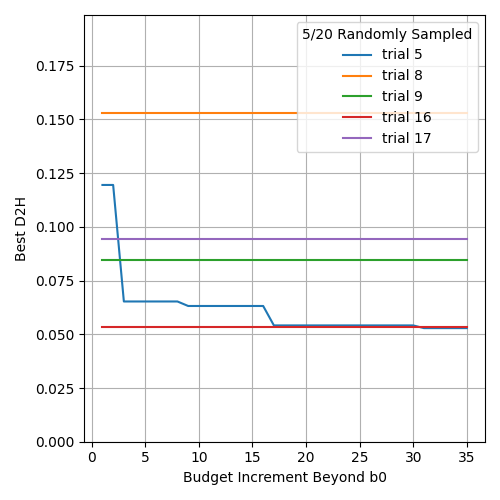 5/20 Randomly Sampled
trial 5
trial 8
trial 9
trial 16
trial 17
0.175
0.150
0.125
0.100
0.075
0.050
0.025
0.000
Best D2H
0 5 10 15 20 25 30 35
Budget Increment Beyond b0